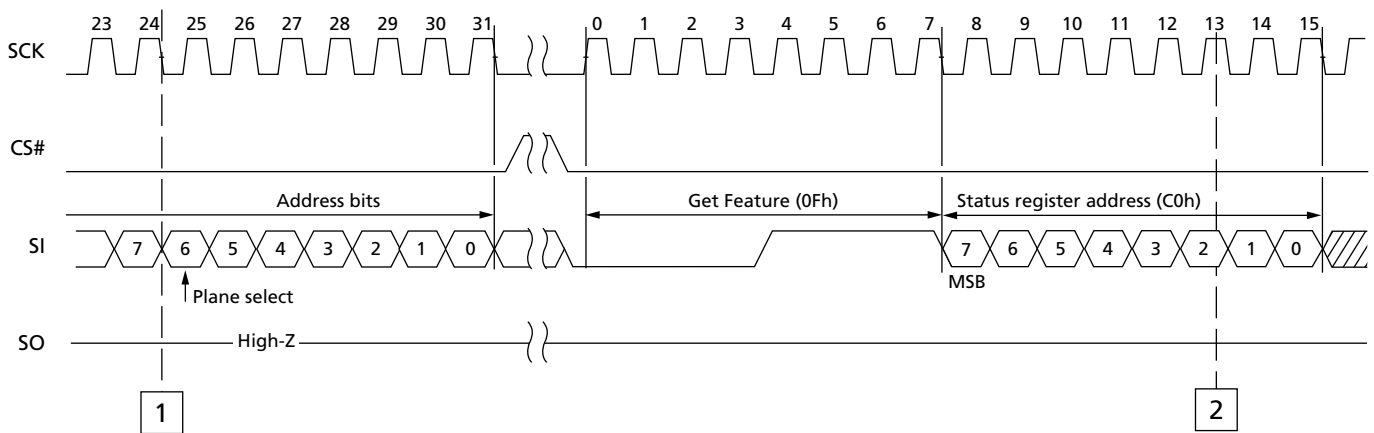 23 24 25 26 27 28 29 30 31 0 1 2 3 4 5 6 7 8 9 10 11 12 13 14 15
SCK
CS#
Address bits Get Feature (0Fh) Status register address (C0h)
SI 7 6 5 4 3 2 1 0 7 6 5 4 3 2 1 0
MSB
Plane select
SO High-Z
1 2